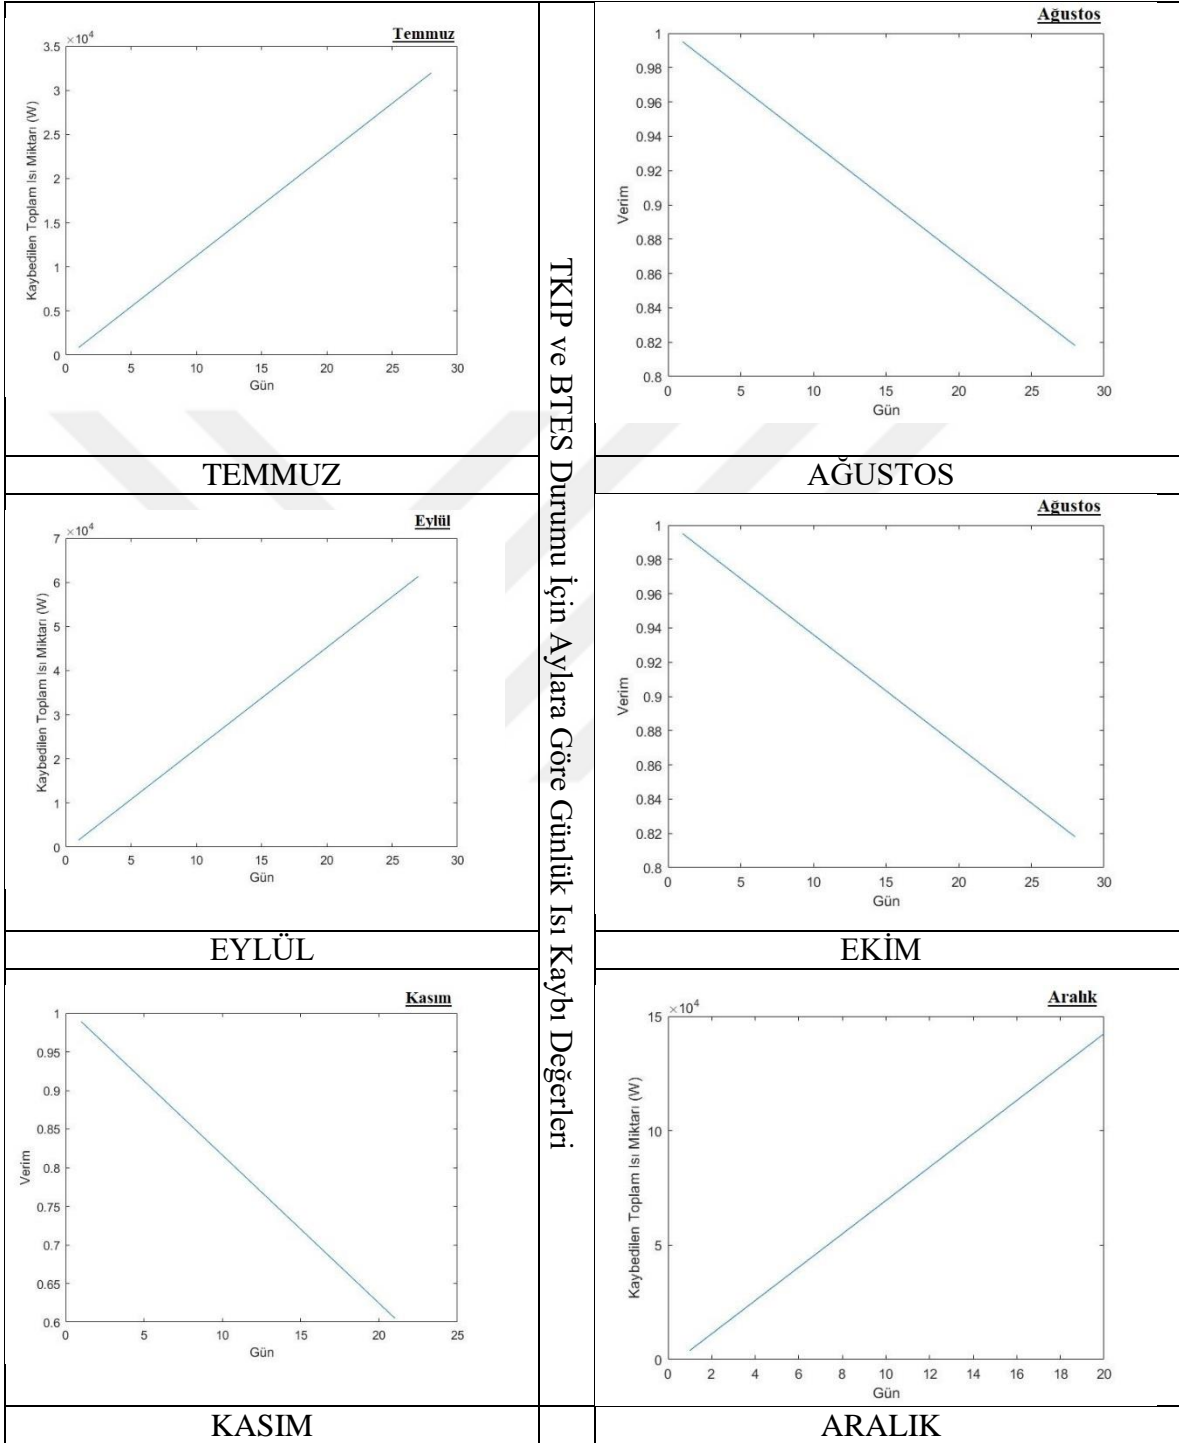 Temmuz
×10⁴
3.5
3
2.5
2
1.5
1
0.5
0
Kaybedilen Toplam Isı Miktarı (W)
0 5 10 15 20 25 30
Gün
TEMMUZ
Ağustos
1
0.98
0.96
0.94
0.92
0.9
0.88
0.86
0.84
0.82
0.8
Verim
0 5 10 15 20 25 30
Gün
AĞUSTOS
TKIP ve BTES Durumu İçin Aylara Göre Günlük Isı Kaybı Değerleri
Eylül
×10⁴
7
6
5
4
3
2
1
0
Kaybedilen Toplam Isı Miktarı (W)
0 5 10 15 20 25 30
Gün
EYLÜL
Ağustos
1
0.98
0.96
0.94
0.92
0.9
0.88
0.86
0.84
0.82
0.8
Verim
0 5 10 15 20 25 30
Gün
EKİM
Kasım
1
0.95
0.9
0.85
0.8
0.75
0.7
0.65
0.6
Verim
0 5 10 15 20 25
Gün
KASIM
Aralık
×10⁴
15
10
5
0
Kaybedilen Toplam Isı Miktarı (W)
0 2 4 6 8 10 12 14 16 18 20
Gün
ARALIK